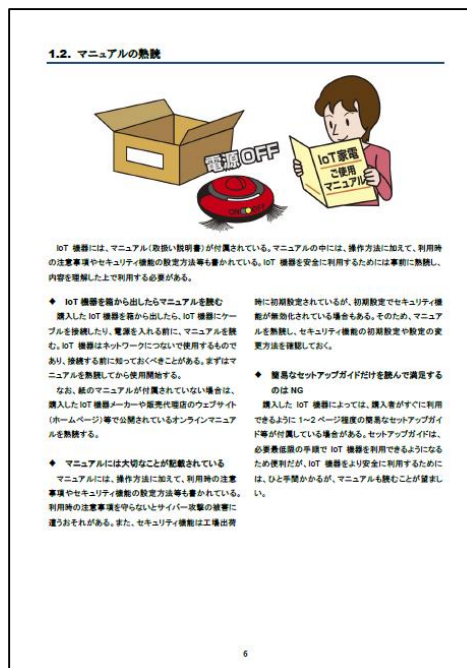 1.2. マニュアルの熟読
電源OFF
IoT家電
ご使用
マニュアル
IoT 機器には、マニュアル(取扱い説明書)が付属されている。マニュアルの中には、操作方法に加えて、利用時
の注意事項やセキュリティ機能の設定方法等も書かれている。IoT 機器を安全に利用するためには事前に熟読し、
内容を理解した上で利用する必要がある。
◆ IoT 機器を箱から出したらマニュアルを読む
購入した IoT 機器を箱から出したら、IoT 機器にケー
ブルを接続したり、電源を入れる前に、マニュアルを読
む。IoT 機器はネットワークにつないで使用するもので
あり、接続する前に知っておくべきことがある。まずはマ
ニュアルを熟読してから使用開始する。
なお、紙のマニュアルが付属されていない場合は、
購入した IoT 機器メーカーや販売代理店のウェブサイト
(ホームページ)等で公開されているオンラインマニュア
ルを熟読する。
◆ マニュアルには大切なことが記載されている
マニュアルには、操作方法に加えて、利用時の注意
事項やセキュリティ機能の設定方法等も書かれている。
利用時の注意事項を守らないとサイバー攻撃の被害に
遭うおそれがある。また、セキュリティ機能は工場出荷
時に初期設定されているが、初期設定でセキュリティ機
能が無効化されている場合もある。そのため、マニュア
ルを熟読し、セキュリティ機能の初期設定や設定の変
更方法を確認しておく。
◆ 簡易なセットアップガイドだけを読んで満足する
のは NG
購入した IoT 機器によっては、購入者がすぐに利用
できるように 1~2 ページ程度の簡易なセットアップガイ
ド等が付属している場合がある。セットアップガイドは、
必要最低限の手順で IoT 機器を利用できるようになる
ため便利だが、IoT 機器をより安全に利用するために
は、ひと手間かかるが、マニュアルも読むことが望まし
い。
6